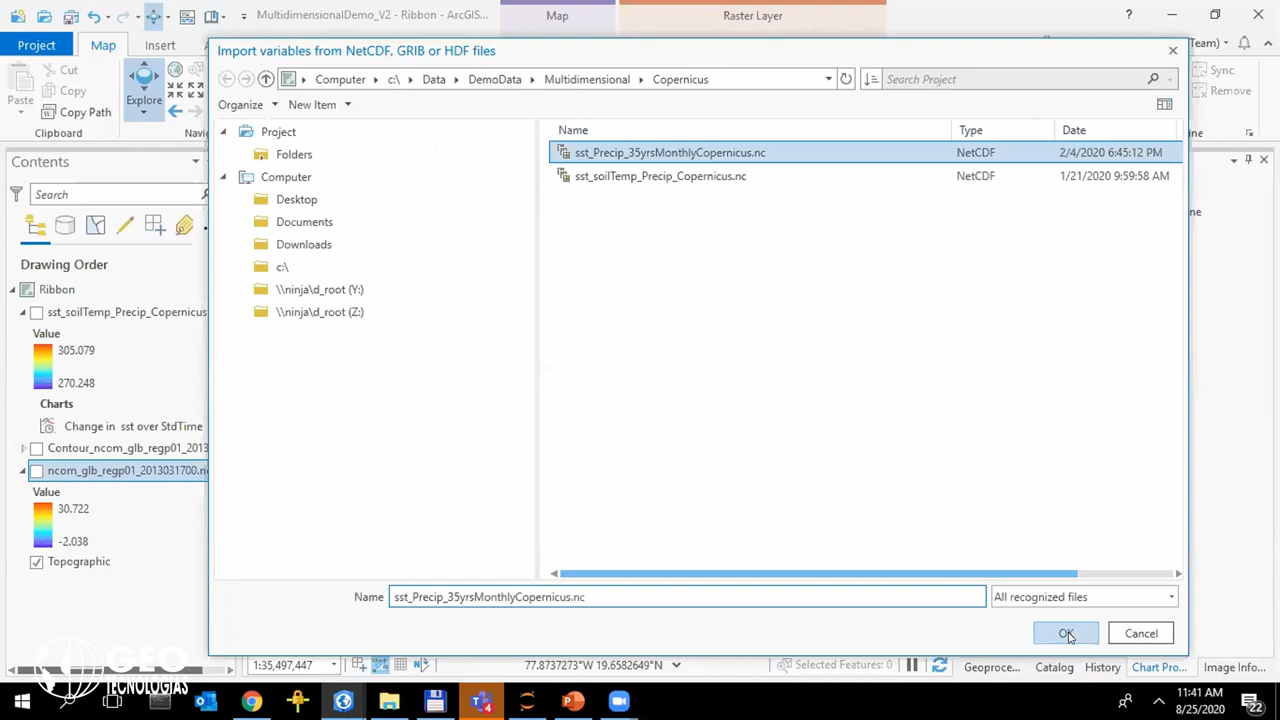 MultidimensionalDemo_V2 - Ribbon - ArcGIS...
Map
Raster Layer
?
Project
Map
Insert
Team)
Cut
Copy
Copy Path
Paste
Clipboard
Explore
Sync
Remove
Import variables from NetCDF, GRIB or HDF files
Computer
c:\
Data
DemoData
Multidimensional
Copernicus
Search Project
Organize
New Item
Project
Folders
Computer
Desktop
Documents
Downloads
c:\
\\ninja\d_root (Y:)
\\ninja\d_root (Z:)
Name Type Date
sst_Precip_35yrsMonthlyCopernicus.nc NetCDF 2/4/2020 6:45:12 PM
sst_soilTemp_Precip_Copernicus.nc NetCDF 1/21/2020 9:59:58 AM
Name sst_Precip_35yrsMonthlyCopernicus.nc
All recognized files
OK
Cancel
Contents
Search
Drawing Order
Ribbon
sst_soilTemp_Precip_Copernicus
Value
305.079
270.248
Charts
Change in sst over StdTime
Contour_ncom_glb_regp01_2013
ncom_glb_regp01_2013031700.n
Value
30.722
-2.038
Topographic
1:35,497,447
77.8737273°W 19.6582649°N
Selected Features: 0
Geoproce...
Catalog
History
Chart Pro...
Image Info...
GEO
TECNOLOGÍAS
11:41 AM
8/25/2020
22